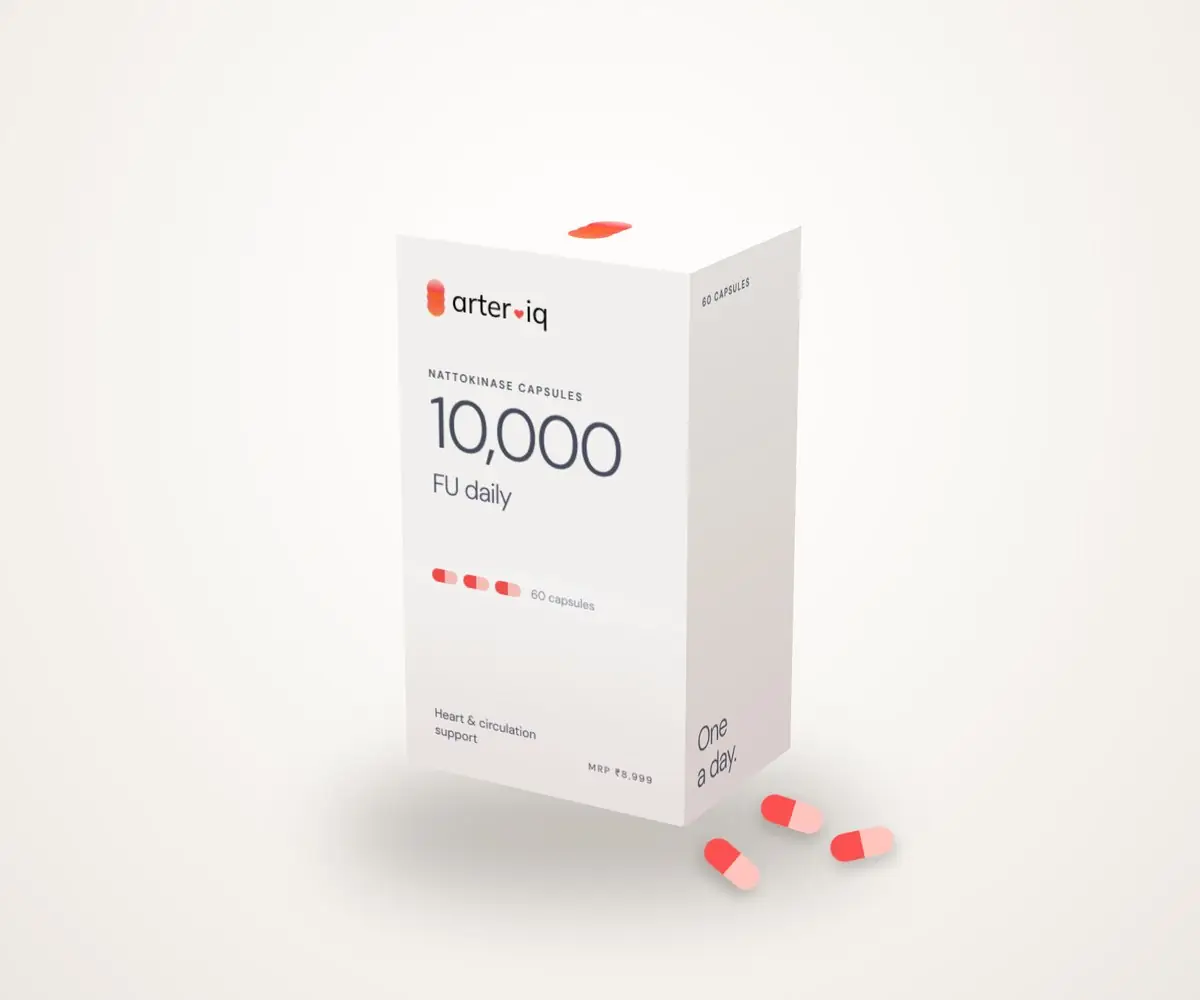 arter iq
NATTOKINASE CAPSULES
10,000
FU daily
60 capsules
Heart & circulation
support
MRP ₹8,999
60 CAPSULES
One
a day.